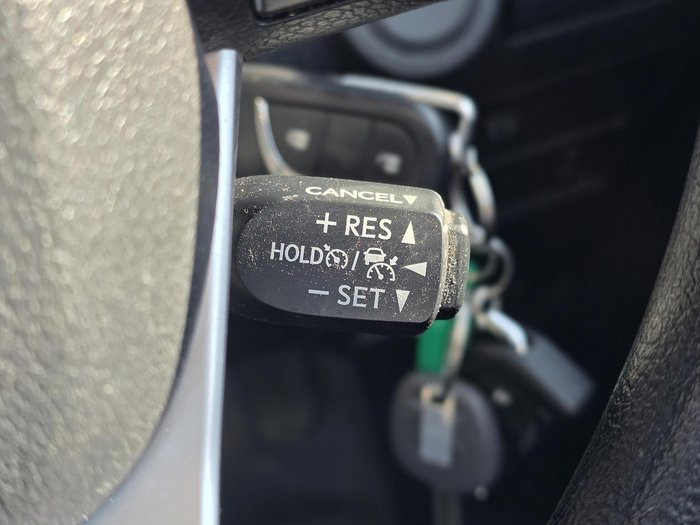 CANCEL▼
+ RES ▲
HOLD / ◄
− SET ▼